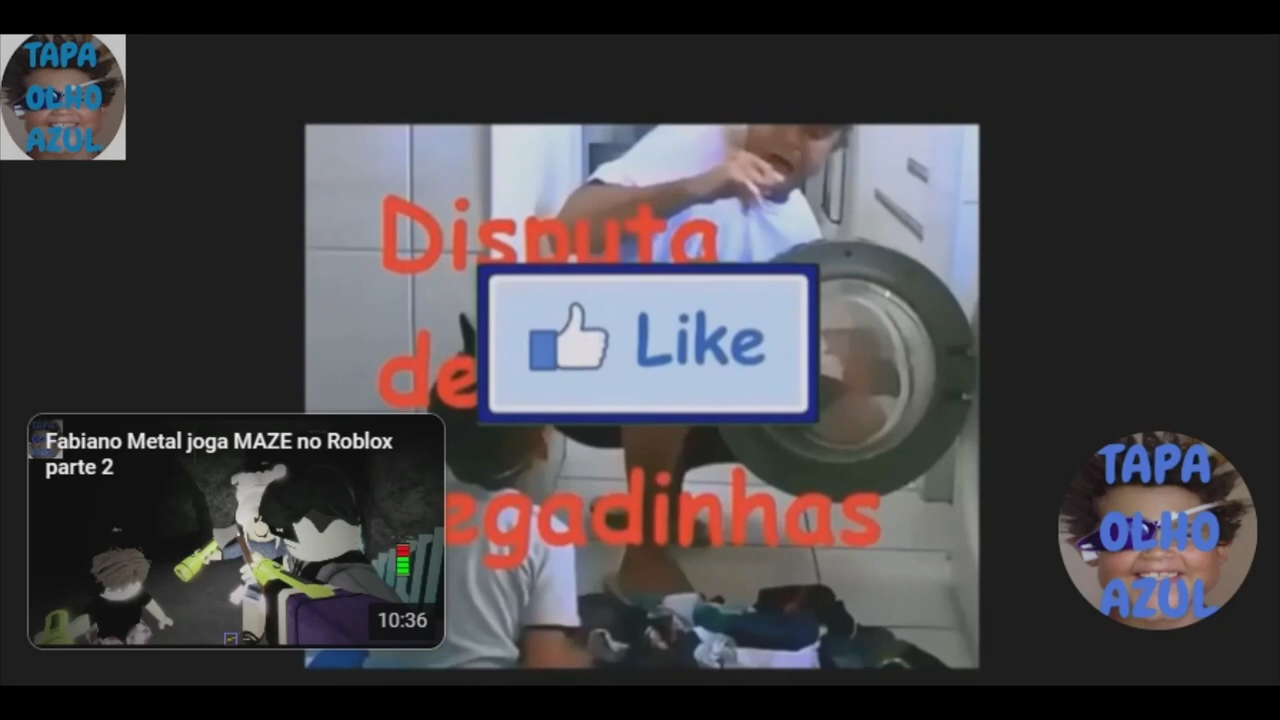 TAPA
OLHO
AZUL
Disputa
de
Like
egadinhas
Fabiano Metal joga MAZE no Roblox
parte 2
10:36
TAPA
OLHO
AZUL